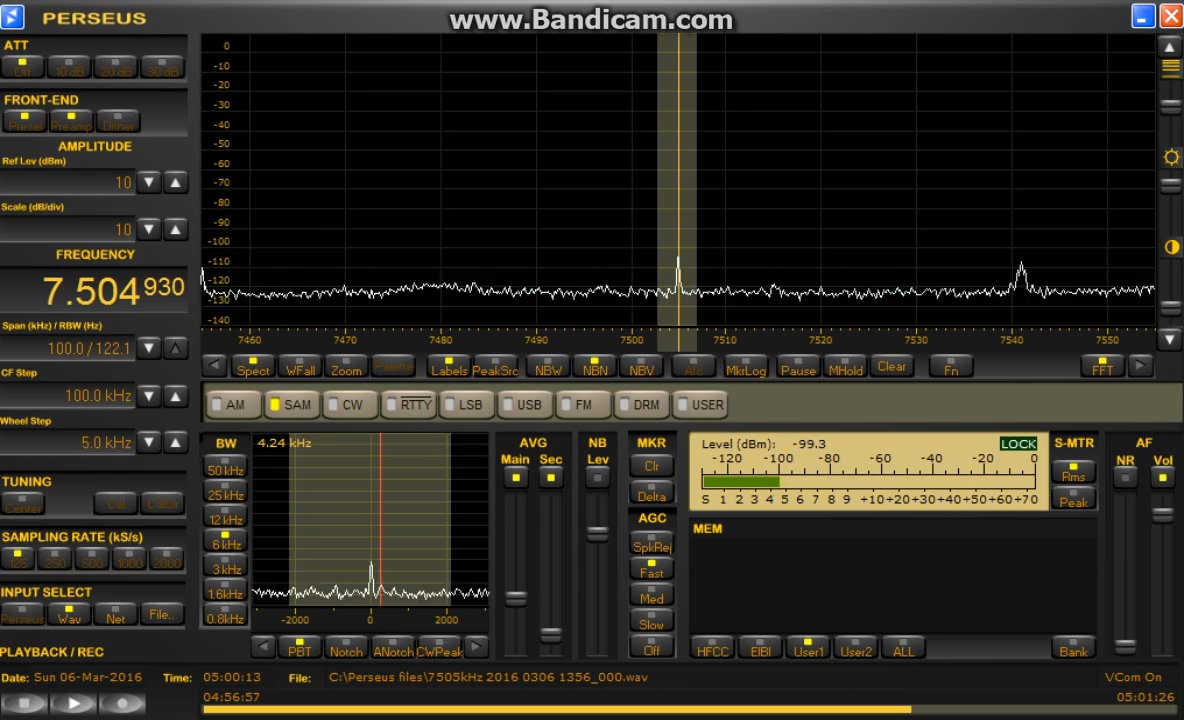 PERSEUS
www.Bandicam.com
ATT
Off 10 dB 20 dB 30 dB
FRONT-END
Presel Preamp Dither
AMPLITUDE
Ref Lev (dBm)
10
Scale (dB/div)
10
FREQUENCY
7.504 930
Span (kHz) / RBW (Hz)
100.0 / 122.1
CF Step
100.0 kHz
Wheel Step
5.0 kHz
TUNING
Center Cal
SAMPLING RATE (kS/s)
125 250 500 1000 2000
INPUT SELECT
Perseus Wav Net File..
PLAYBACK / REC
0
-10
-20
-30
-40
-50
-60
-70
-80
-90
-100
-110
-120
-130
-140
7460 7470 7480 7490 7500 7510 7520 7530 7540 7550
Spect WFall Zoom Palette Labels PeakSrc NBW NBN NBV Afc MkrLog Pause MHold Clear Fn FFT
AM SAM CW RTTY LSB USB FM DRM USER
BW
50 kHz
25 kHz
12 kHz
6 kHz
3 kHz
1.6kHz
0.8kHz
4.24 kHz
-2000 0 2000
PBT Notch ANotch CWPeak
AVG
Main Sec
NB
Lev
MKR
Clr
Delta
AGC
SpkRej
Fast
Med
Slow
Off
Level (dBm): -99.3 LOCK
-120 -100 -80 -60 -40 -20 0
S 1 2 3 4 5 6 7 8 9 +10+20+30+40+50+60+70
S-MTR
Rms
Peak
AF
NR Vol
MEM
HFCC EIBI User1 User2 ALL Bank
Date: Sun 06-Mar-2016 Time: 05:00:13 File: C:\Perseus files\7505kHz 2016 0306 1356_000.wav VCom On
04:56:57 05:01:26